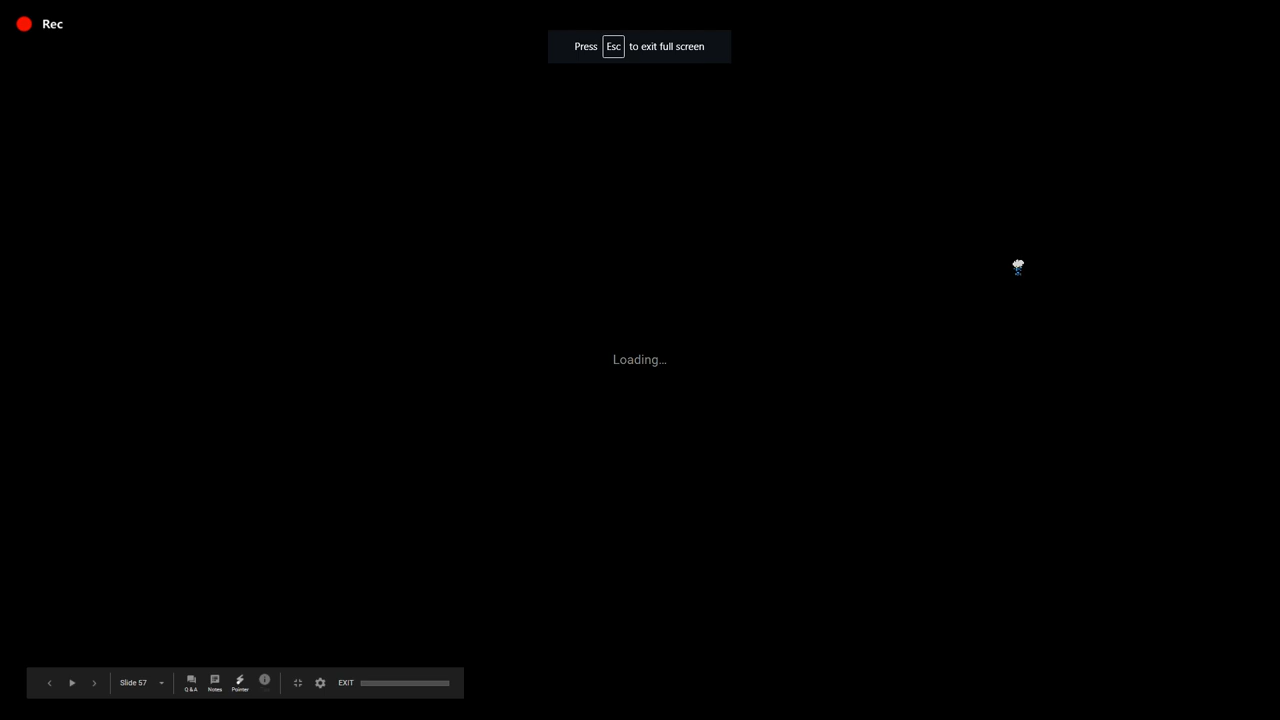 Rec
Press Esc to exit full screen
Loading...
Slide 57
Q&A
Notes
Pointer
EXIT